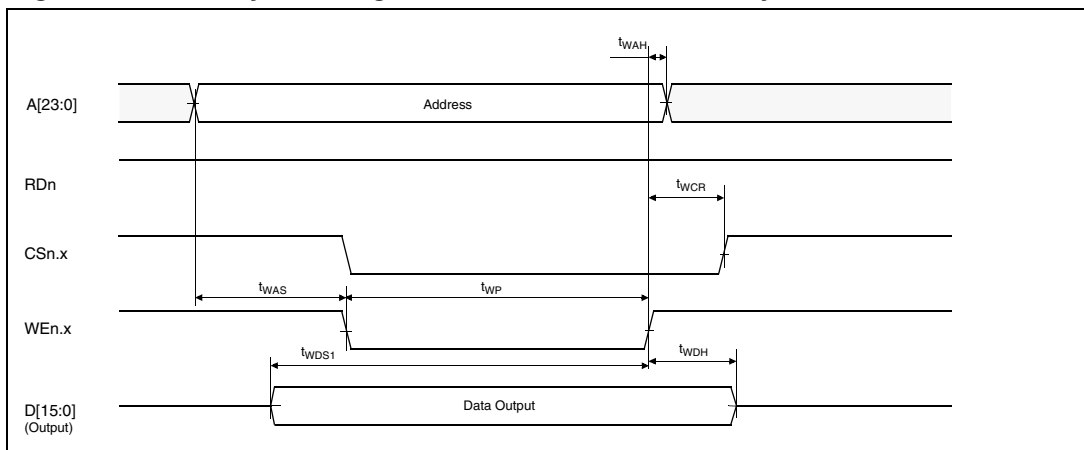 tWAH
A[23:0]
Address
RDn
tWCR
CSn.x
tWAS
tWP
WEn.x
tWDS1
tWDH
D[15:0]
Data Output
(Output)